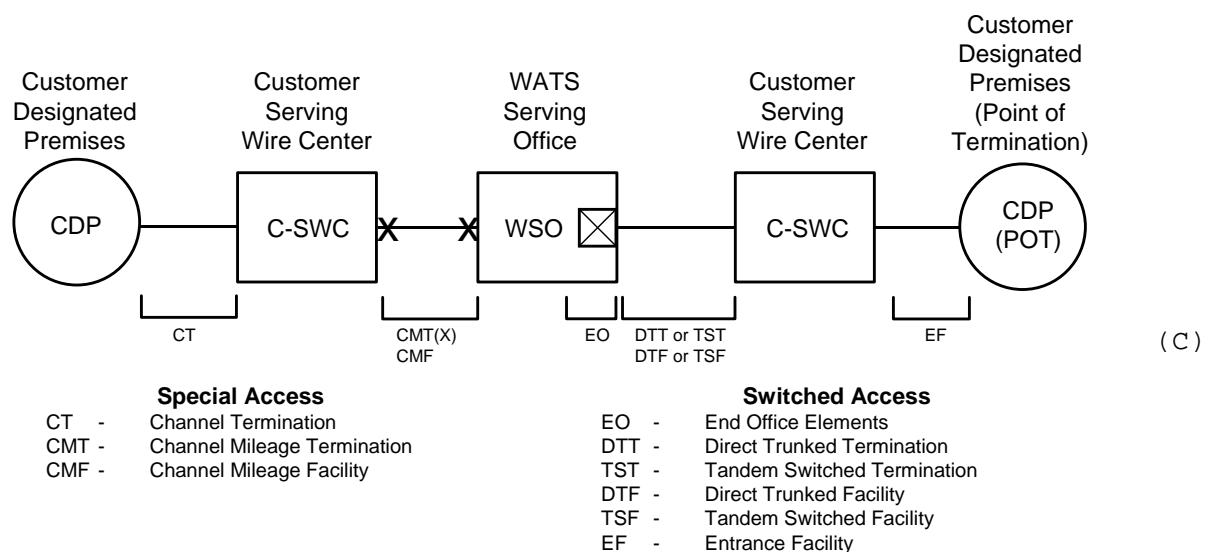 Customer
Designated
Premises
Customer
Serving
Wire Center
WATS
Serving
Office
Customer
Serving
Wire Center
Customer
Designated
Premises
(Point of
Termination)
CDP
C-SWC
X
X
WSO
C-SWC
CDP
(POT)
CT
CMT(X)
CMF
EO
DTT or TST
DTF or TSF
EF
(C)
Special Access
CT - Channel Termination
CMT - Channel Mileage Termination
CMF - Channel Mileage Facility
Switched Access
EO - End Office Elements
DTT - Direct Trunked Termination
TST - Tandem Switched Termination
DTF - Direct Trunked Facility
TSF - Tandem Switched Facility
EF - Entrance Facility